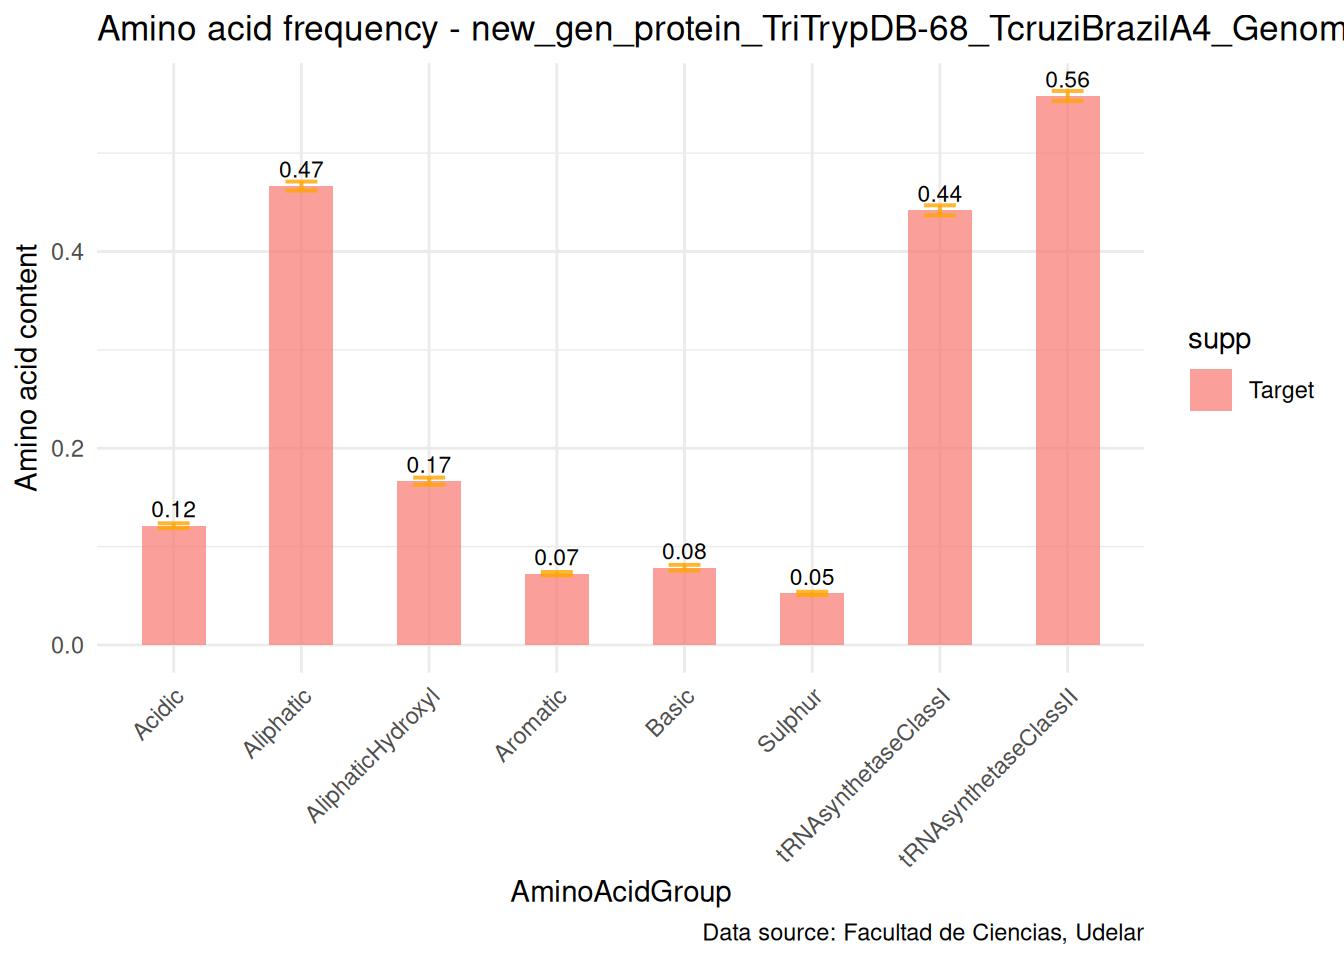 Amino acid frequency - new_gen_protein_TriTrypDB-68_TcruziBrazilA4_Genom
0.56
0.47
0.44
0.17
0.12
0.08
0.07
0.05
Amino acid content
0.4
0.2
0.0
supp
Target
Acidic
Aliphatic
AliphaticHydroxyl
Aromatic
Basic
Sulphur
tRNAsynthetaseClassI
tRNAsynthetaseClassII
AminoAcidGroup
Data source: Facultad de Ciencias, Udelar